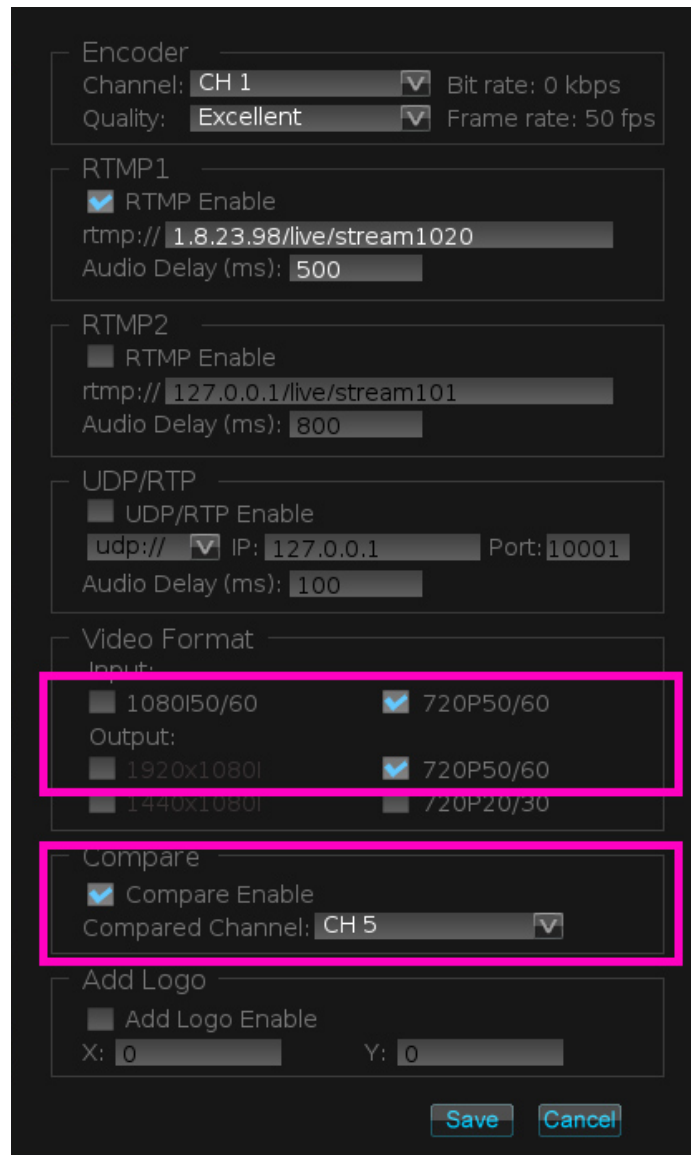 Encoder
Channel: CH 1 Bit rate: 0 kbps
Quality: Excellent Frame rate: 50 fps
RTMP1
RTMP Enable
rtmp:// 1.8.23.98/live/stream1020
Audio Delay (ms): 500
RTMP2
RTMP Enable
rtmp:// 127.0.0.1/live/stream101
Audio Delay (ms): 800
UDP/RTP
UDP/RTP Enable
udp:// IP: 127.0.0.1 Port: 10001
Audio Delay (ms): 100
Video Format
Input:
1080I50/60 720P50/60
Output:
1920x1080I 720P50/60
1440x1080I 720P20/30
Compare
Compare Enable
Compared Channel: CH 5
Add Logo
Add Logo Enable
X: 0 Y: 0
Save Cancel